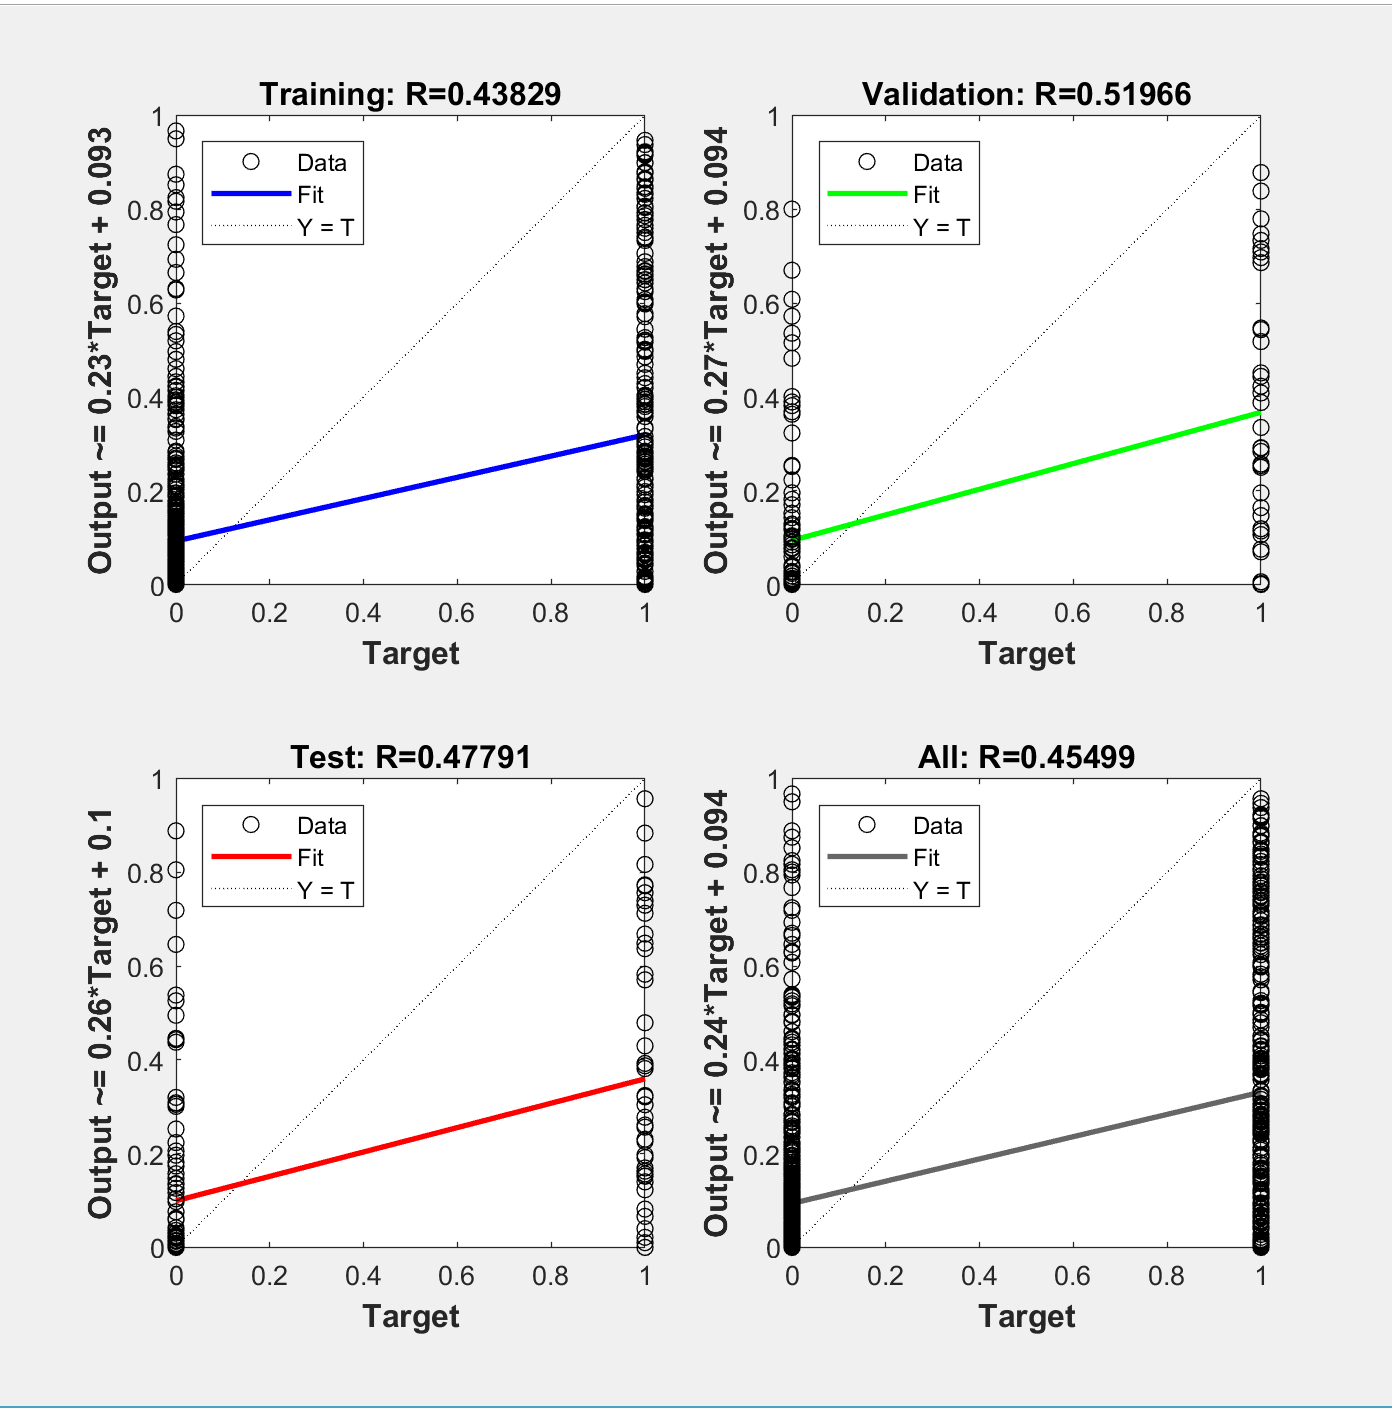 Training: R=0.43829
Output ~= 0.23*Target + 0.093
1
0.8
0.6
0.4
0.2
0
Data
Fit
Y = T
0 0.2 0.4 0.6 0.8 1
Target
Validation: R=0.51966
Output ~= 0.27*Target + 0.094
1
0.8
0.6
0.4
0.2
0
Data
Fit
Y = T
0 0.2 0.4 0.6 0.8 1
Target
Test: R=0.47791
Output ~= 0.26*Target + 0.1
1
0.8
0.6
0.4
0.2
0
Data
Fit
Y = T
0 0.2 0.4 0.6 0.8 1
Target
All: R=0.45499
Output ~= 0.24*Target + 0.094
1
0.8
0.6
0.4
0.2
0
Data
Fit
Y = T
0 0.2 0.4 0.6 0.8 1
Target